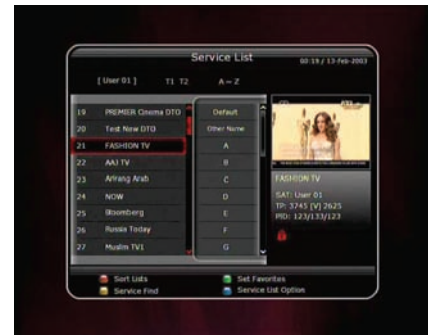 Service List
00:19 / 13-Feb-2003
[ User 01 ] T1 T2 A ~ Z
19 PREMIER Cinema DTO
20 Test New DTO
21 FASHION TV
22 AAJ TV
23 Arirang Arab
24 NOW
25 Bloomberg
26 Russia Today
27 Muslim TV1
Default
Other Name
A
B
C
D
E
F
G
FASHION TV
SAT: User 01
TP: 3745 [V] 2625
PID: 123/133/123
Sort Lists
Set Favorites
Service Find
Service List Option